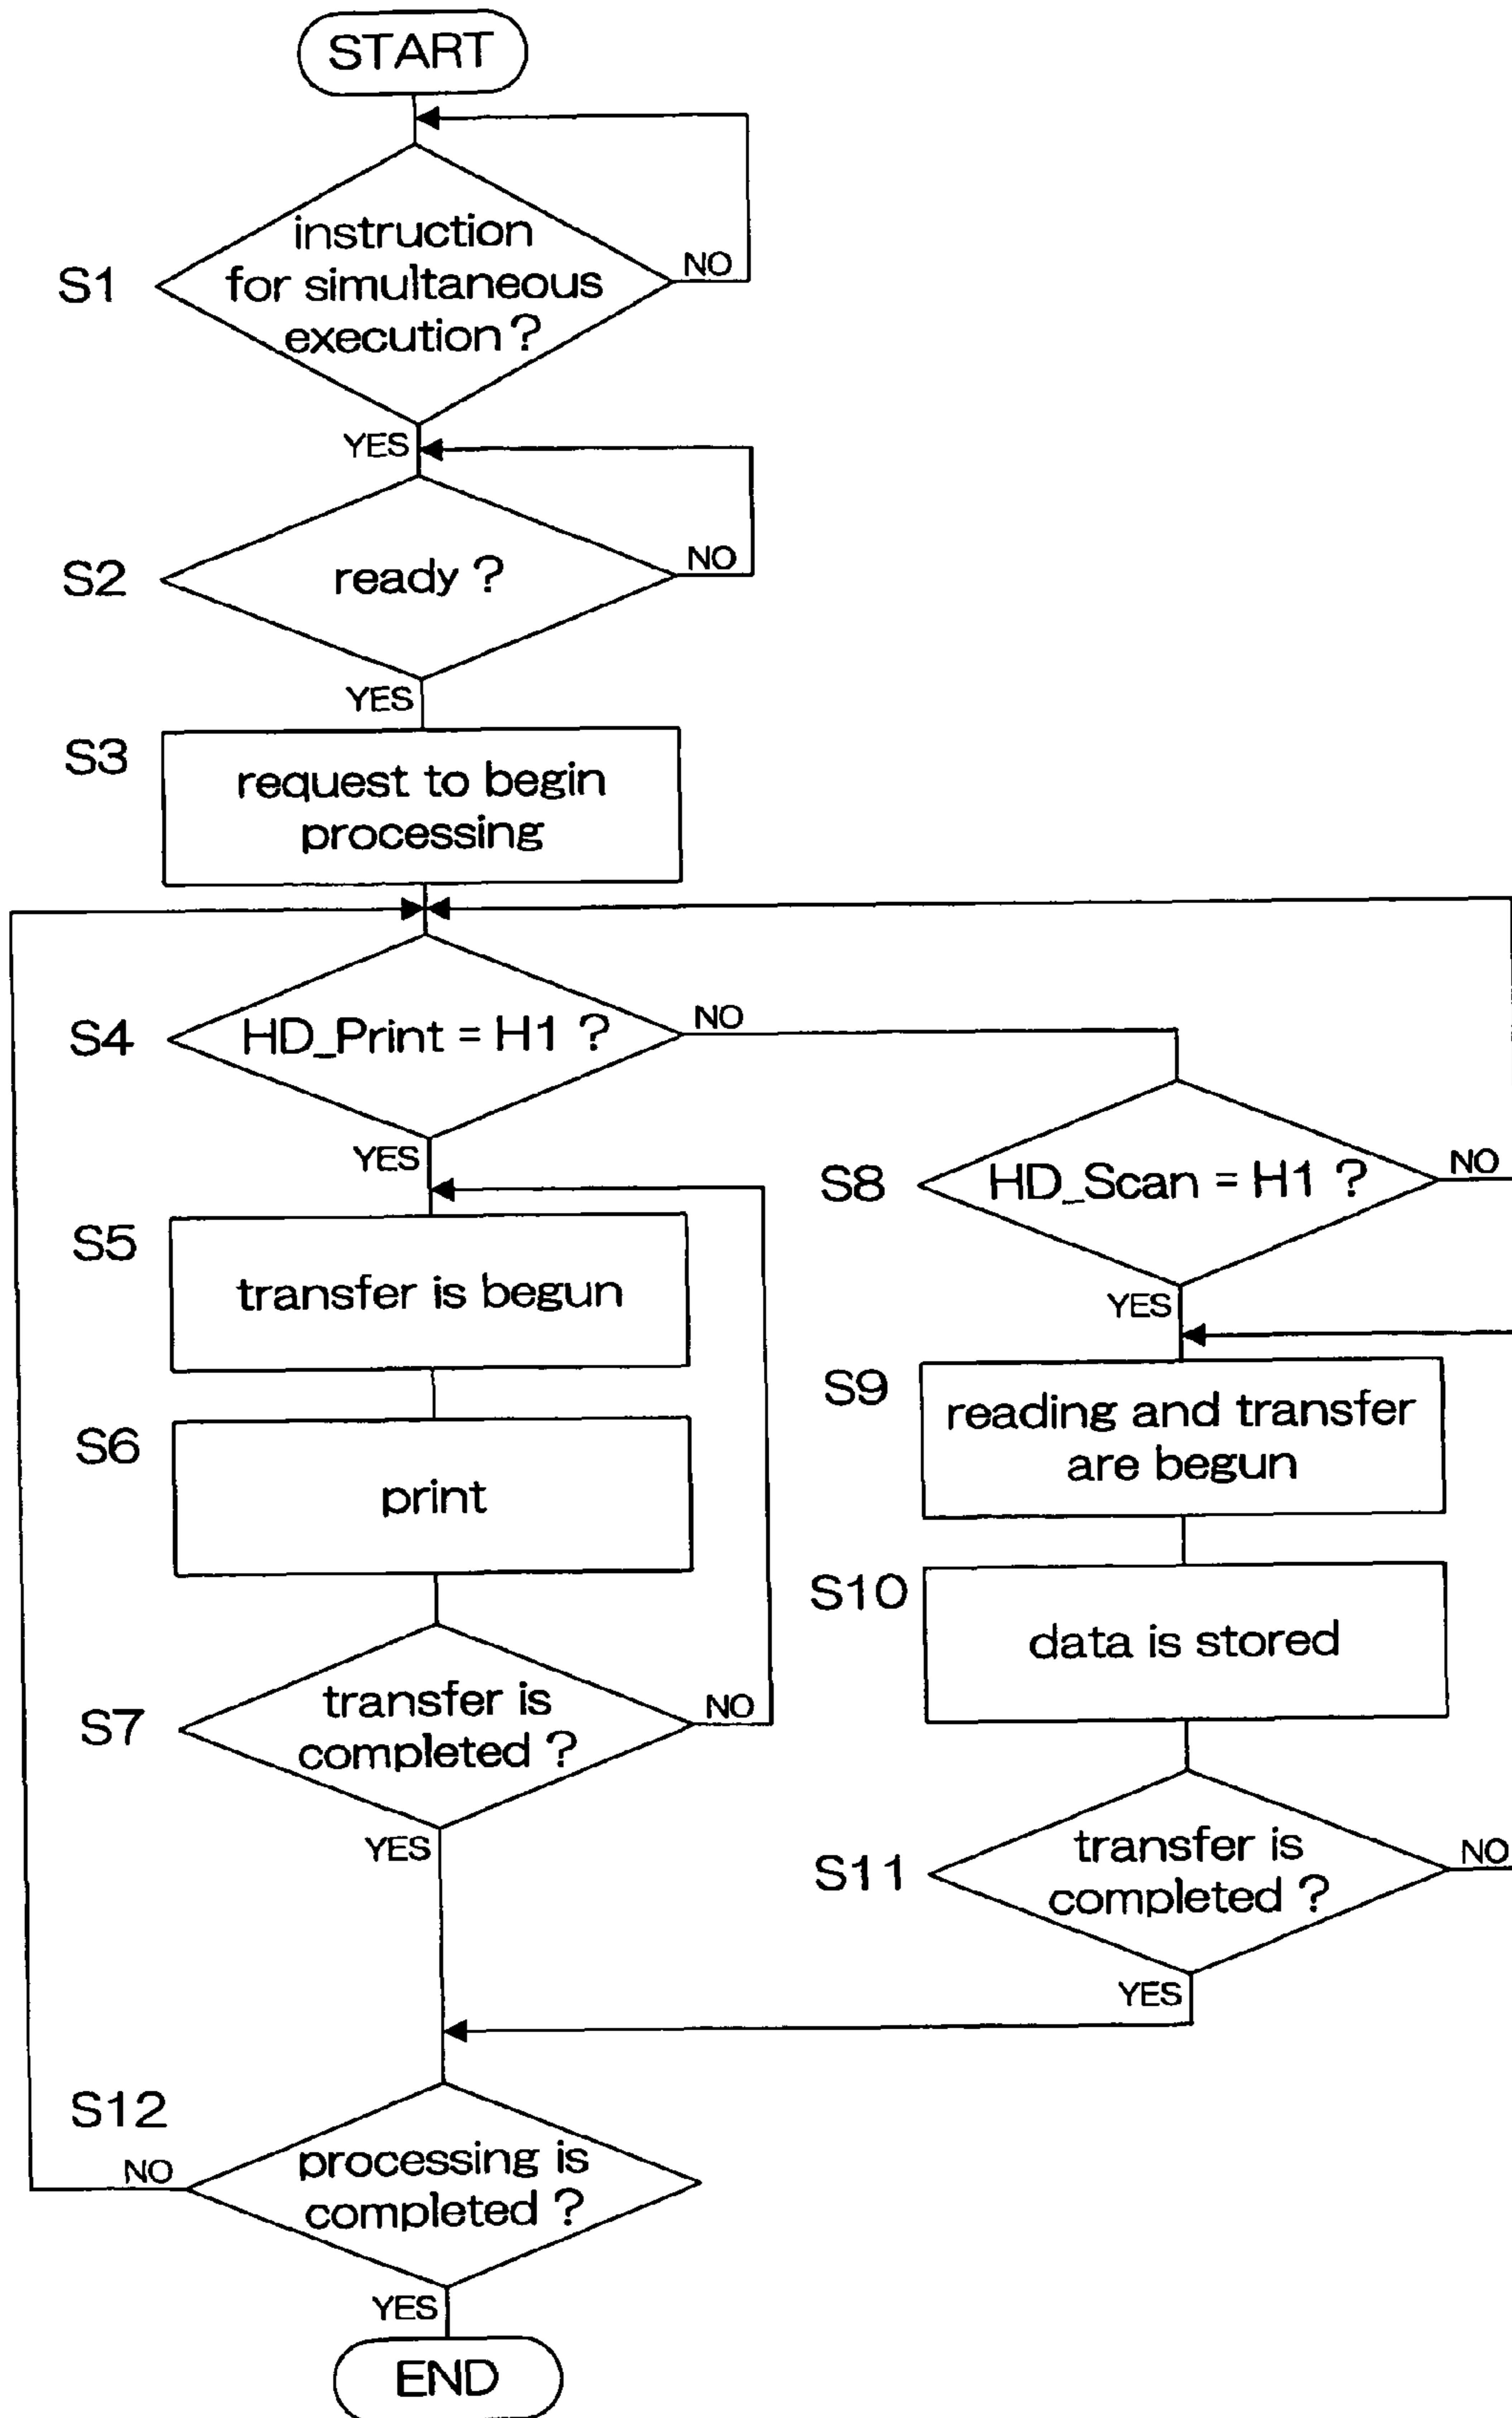 START
S1
instruction
for simultaneous
execution ?
NO
YES
S2
ready ?
NO
YES
S3
request to begin
processing
S4
HD_Print = H1 ?
NO
YES
S5
transfer is begun
S6
print
S7
transfer is
completed ?
NO
YES
S8
HD_Scan = H1 ?
NO
YES
S9
reading and transfer
are begun
S10
data is stored
S11
transfer is
completed ?
NO
YES
S12
processing is
completed ?
NO
YES
END